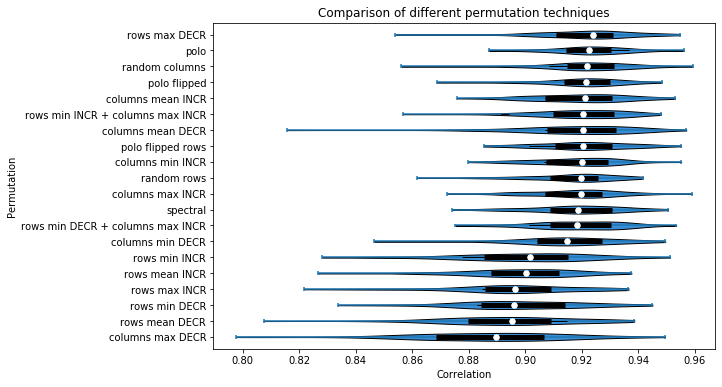 Comparison of different permutation techniques
Permutation
rows max DECR
polo
random columns
polo flipped
columns mean INCR
rows min INCR + columns max INCR
columns mean DECR
polo flipped rows
columns min INCR
random rows
columns max INCR
spectral
rows min DECR + columns max INCR
columns min DECR
rows min INCR
rows mean INCR
rows max INCR
rows min DECR
rows mean DECR
columns max DECR
0.80 0.82 0.84 0.86 0.88 0.90 0.92 0.94 0.96
Correlation